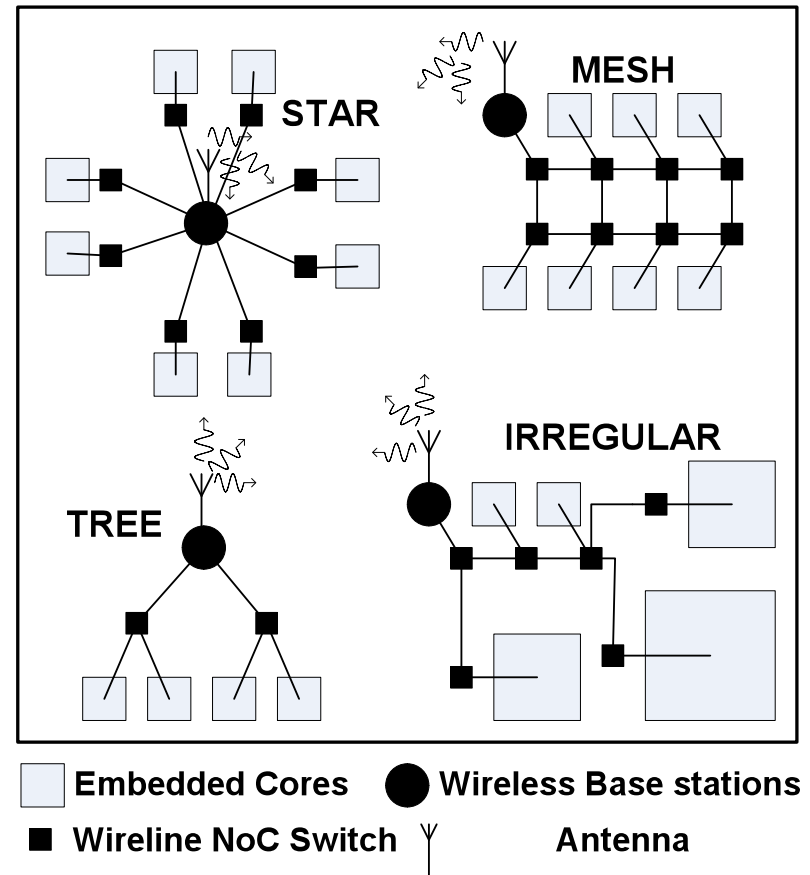 STAR
MESH
TREE
IRREGULAR
Embedded Cores
Wireless Base stations
Wireline NoC Switch
Antenna